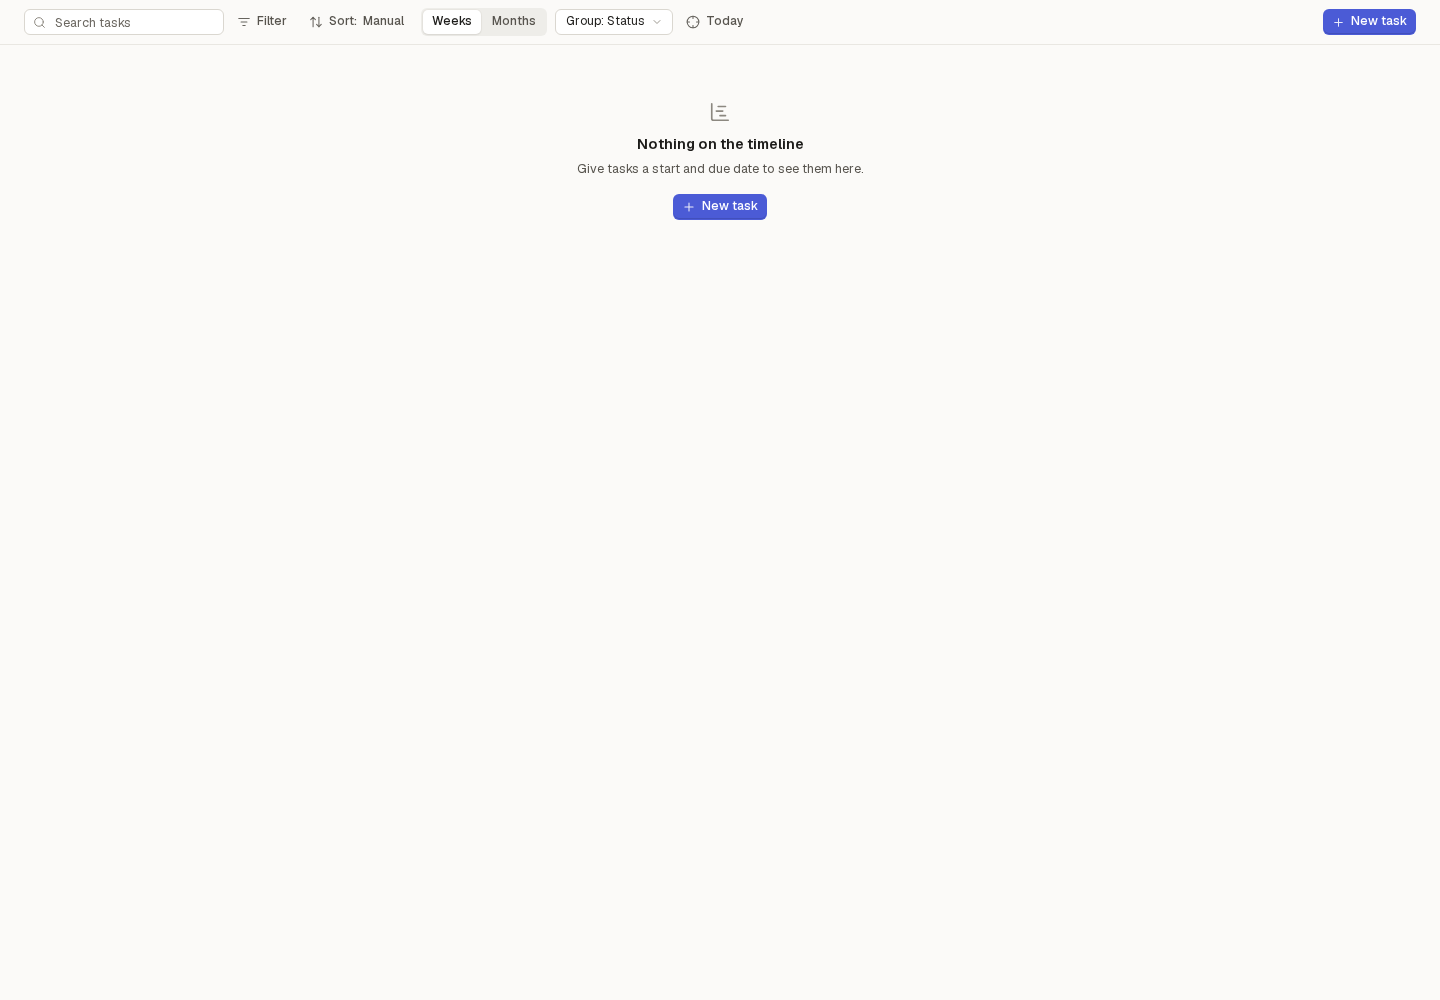 Search tasks Filter Sort: Manual Weeks Months Group: Status Today New task
Nothing on the timeline
Give tasks a start and due date to see them here.
New task